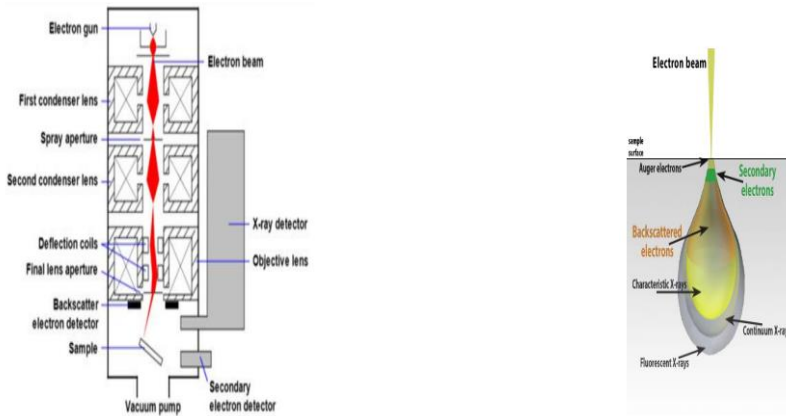 Electron gun
Electron beam
First condenser lens
Spray aperture
Second condenser lens
X-ray detector
Deflection coils
Objective lens
Final lens aperture
Backscatter
electron detector
Sample
Secondary
electron detector
Vacuum pump
Electron beam
sample
surface
Auger electrons
Secondary
electrons
Backscattered
electrons
Characteristic X-rays
Continuum X-ray
Fluorescent X-rays